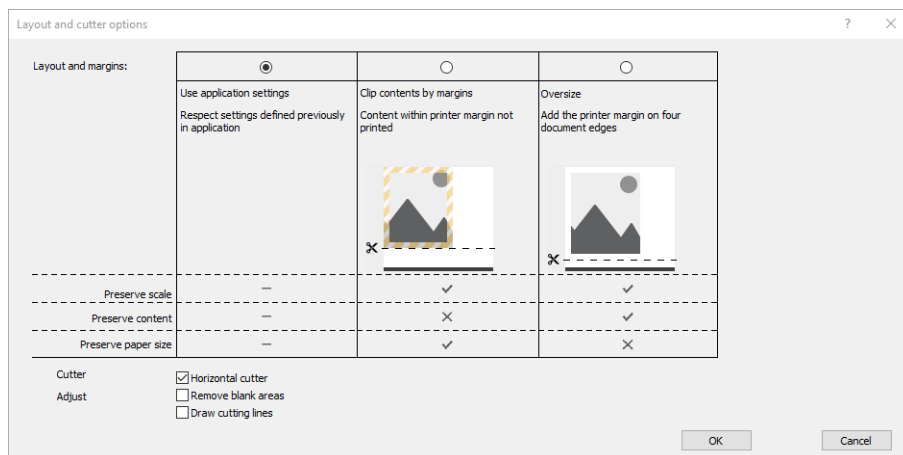 Layout and cutter options
Layout and margins:
Use application settings
Respect settings defined previously
in application
Clip contents by margins
Content within printer margin not
printed
Oversize
Add the printer margin on four
document edges
Preserve scale
Preserve content
Preserve paper size
Cutter
Horizontal cutter
Adjust
Remove blank areas
Draw cutting lines
OK
Cancel